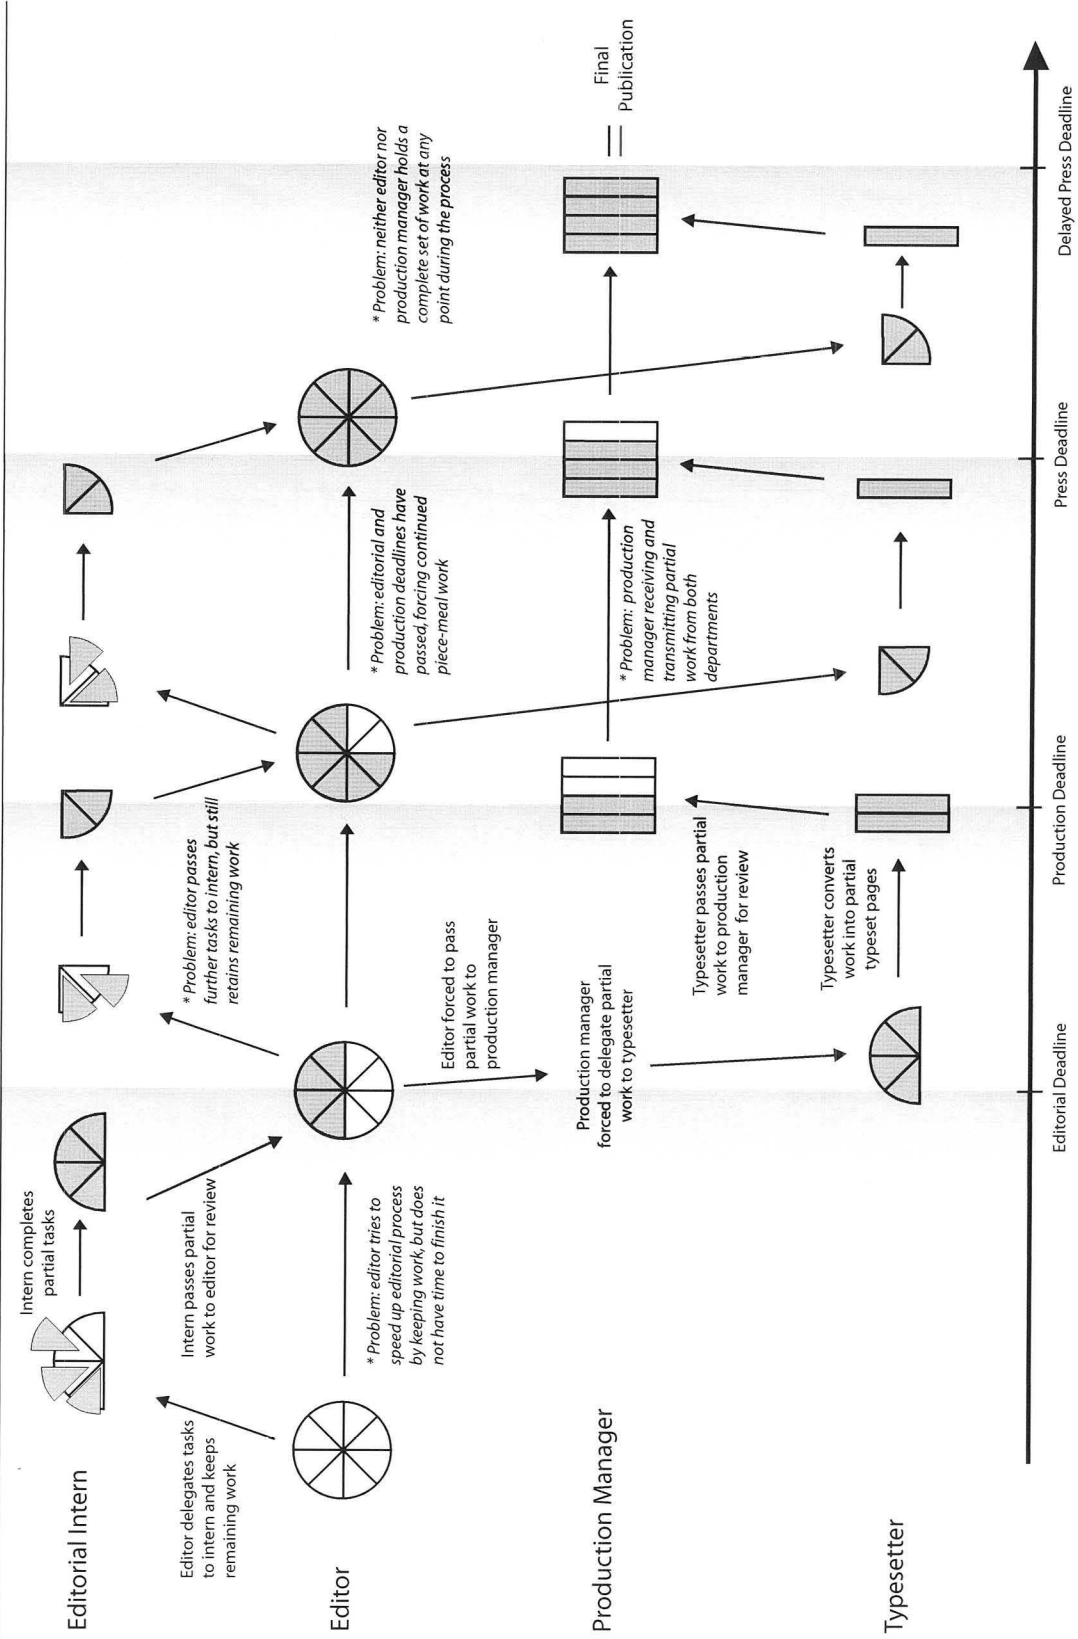 Editorial Intern
Editor delegates tasks
to intern and keeps
remaining work
Intern completes
partial tasks
Intern passes partial
work to editor for review
* Problem: editor passes
further tasks to intern, but still
retains remaining work
Editor
* Problem: editor tries to
speed up editorial process
by keeping work, but does
not have time to finish it
Editor forced to pass
partial work to
production manager
* Problem: editorial and
production deadlines have
passed, forcing continued
piece-meal work
* Problem: neither editor nor
production manager holds a
complete set of work at any
point during the process
Production Manager
Production manager
forced to delegate partial
work to typesetter
Typesetter passes partial
work to production
manager for review
* Problem: production
manager receiving and
transmitting partial
work from both
departments
Final
Publication
Typesetter
Typesetter converts
work into partial
typeset pages
Editorial Deadline
Production Deadline
Press Deadline
Delayed Press Deadline